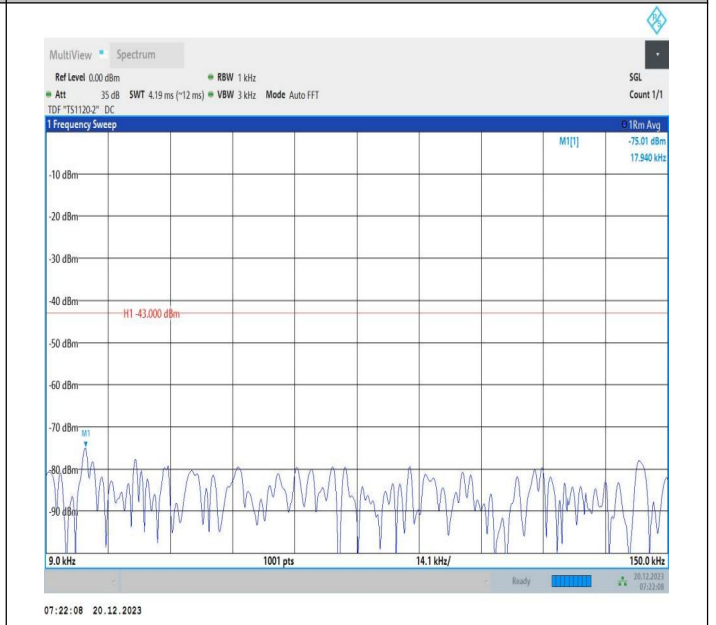 MultiView Spectrum
Ref Level 0.00 dBm RBW 1 kHz SGL
Att 35 dB SWT 4.19 ms (~12 ms) VBW 3 kHz Mode Auto FFT Count 1/1
TDF "TS1120-2" DC
1 Frequency Sweep 1Rm Avg
M1[1] -75.01 dBm
17.940 kHz
-10 dBm
-20 dBm
-30 dBm
-40 dBm
H1 -43.000 dBm
-50 dBm
-60 dBm
-70 dBm
M1
-80 dBm
-90 dBm
9.0 kHz 1001 pts 14.1 kHz/ 150.0 kHz
Ready 20.12.2023
07:22:08
07:22:08 20.12.2023